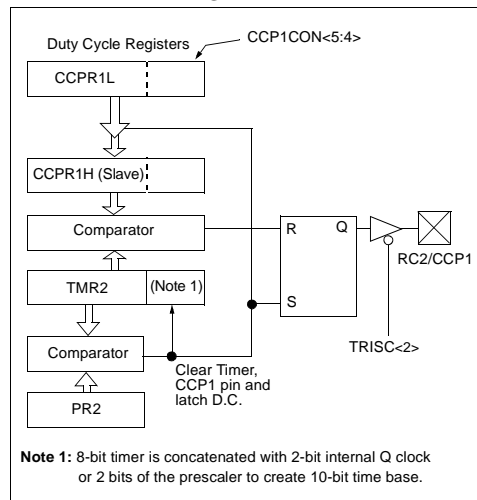 Duty Cycle Registers
CCP1CON<5:4>
CCPR1L
CCPR1H (Slave)
Comparator
R
Q
S
RC2/CCP1
TRISC<2>
TMR2
(Note 1)
Comparator
Clear Timer,
CCP1 pin and
latch D.C.
PR2
Note 1: 8-bit timer is concatenated with 2-bit internal Q clock
or 2 bits of the prescaler to create 10-bit time base.